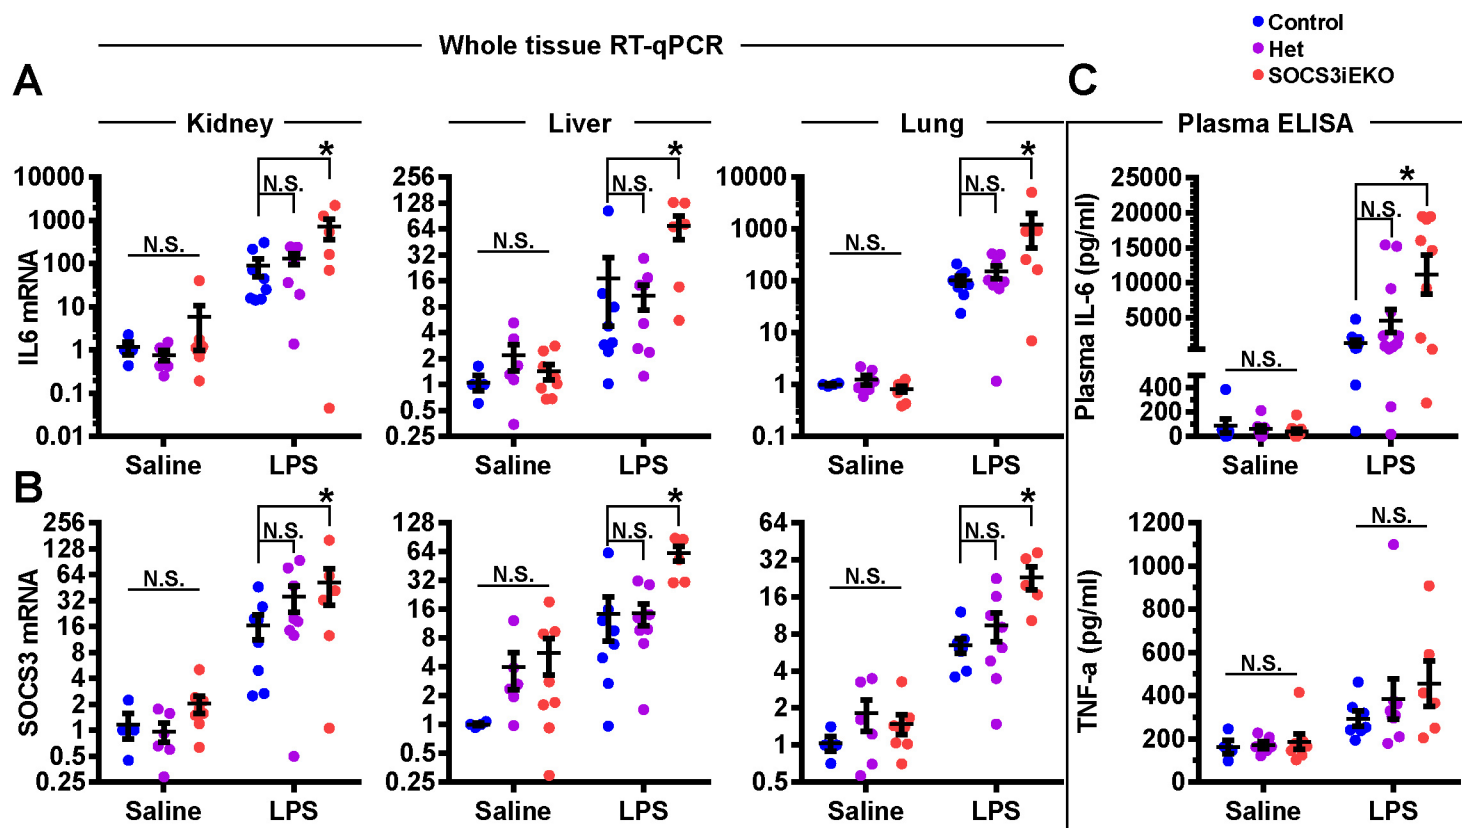 Control
Het
SOCS3iEKO
Whole tissue RT-qPCR
A
C
Kidney
Liver
Lung
Plasma ELISA
IL6 mRNA
10000
1000
100
10
1
0.1
0.01
N.S.
N.S.
*
Saline
LPS
256
128
64
32
16
8
4
2
1
0.5
0.25
N.S.
N.S.
*
Saline
LPS
10000
1000
100
10
1
0.1
N.S.
N.S.
*
Saline
LPS
Plasma IL-6 (pg/ml)
25000
20000
15000
10000
5000
400
200
0
N.S.
N.S.
*
Saline
LPS
B
SOCS3 mRNA
256
128
64
32
16
8
4
2
1
0.5
0.25
N.S.
N.S.
*
Saline
LPS
128
64
32
16
8
4
2
1
0.5
0.25
N.S.
N.S.
*
Saline
LPS
64
32
16
8
4
2
1
0.5
N.S.
N.S.
*
Saline
LPS
TNF-a (pg/ml)
1200
1000
800
600
400
200
0
N.S.
N.S.
Saline
LPS